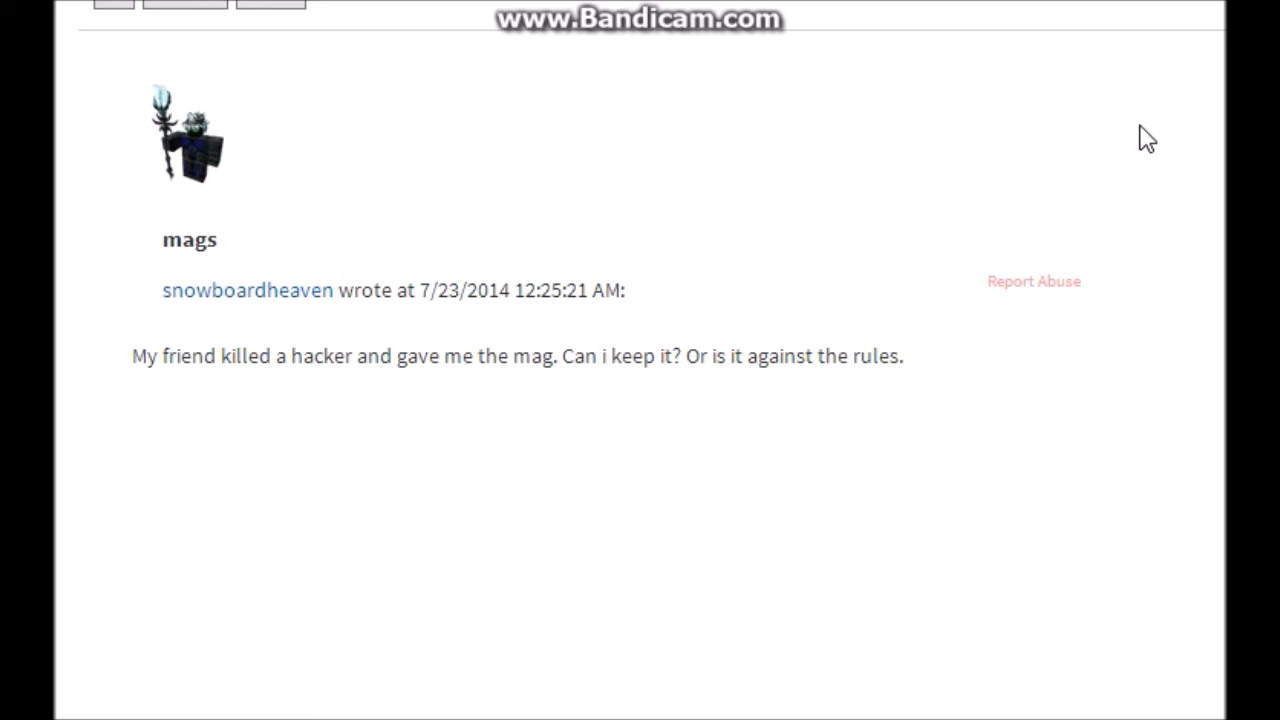 www.Bandicam.com
mags
snowboardheaven wrote at 7/23/2014 12:25:21 AM:
Report Abuse
My friend killed a hacker and gave me the mag. Can i keep it? Or is it against the rules.